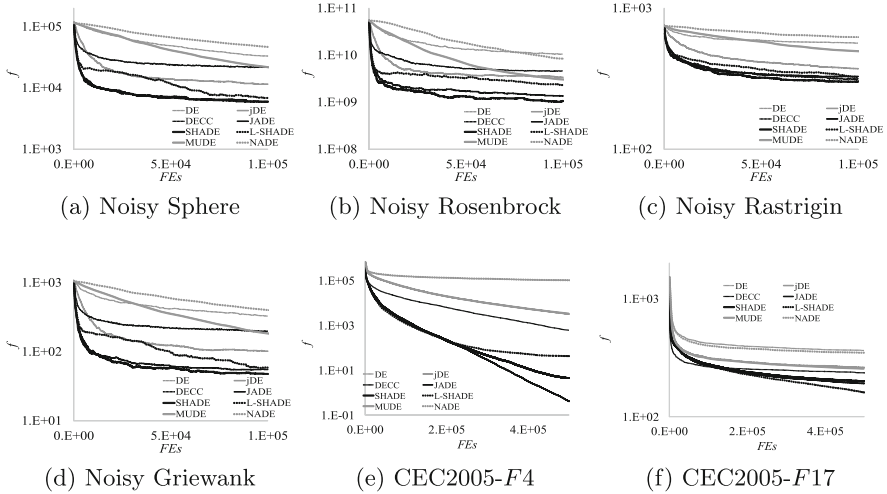 1.E+05
1.E+04
1.E+03
f
0.E+00 5.E+04 1.E+05
FEs
DE jDE
DECC JADE
SHADE L-SHADE
MUDE NADE
(a) Noisy Sphere
1.E+11
1.E+10
1.E+09
1.E+08
f
0.E+00 5.E+04 1.E+05
FEs
DE jDE
DECC JADE
SHADE L-SHADE
MUDE NADE
(b) Noisy Rosenbrock
1.E+03
1.E+02
f
0.E+00 5.E+04 1.E+05
FEs
DE jDE
DECC JADE
SHADE L-SHADE
MUDE NADE
(c) Noisy Rastrigin
1.E+03
1.E+02
1.E+01
f
0.E+00 5.E+04 1.E+05
FEs
DE jDE
DECC JADE
SHADE L-SHADE
MUDE NADE
(d) Noisy Griewank
1.E+05
1.E+03
1.E+01
1.E-01
f
0.E+00 2.E+05 4.E+05
FEs
DE jDE
DECC JADE
SHADE L-SHADE
MUDE NADE
(e) CEC2005-F4
1.E+03
1.E+02
f
0.E+00 2.E+05 4.E+05
FEs
DE jDE
DECC JADE
SHADE L-SHADE
MUDE NADE
(f) CEC2005-F17